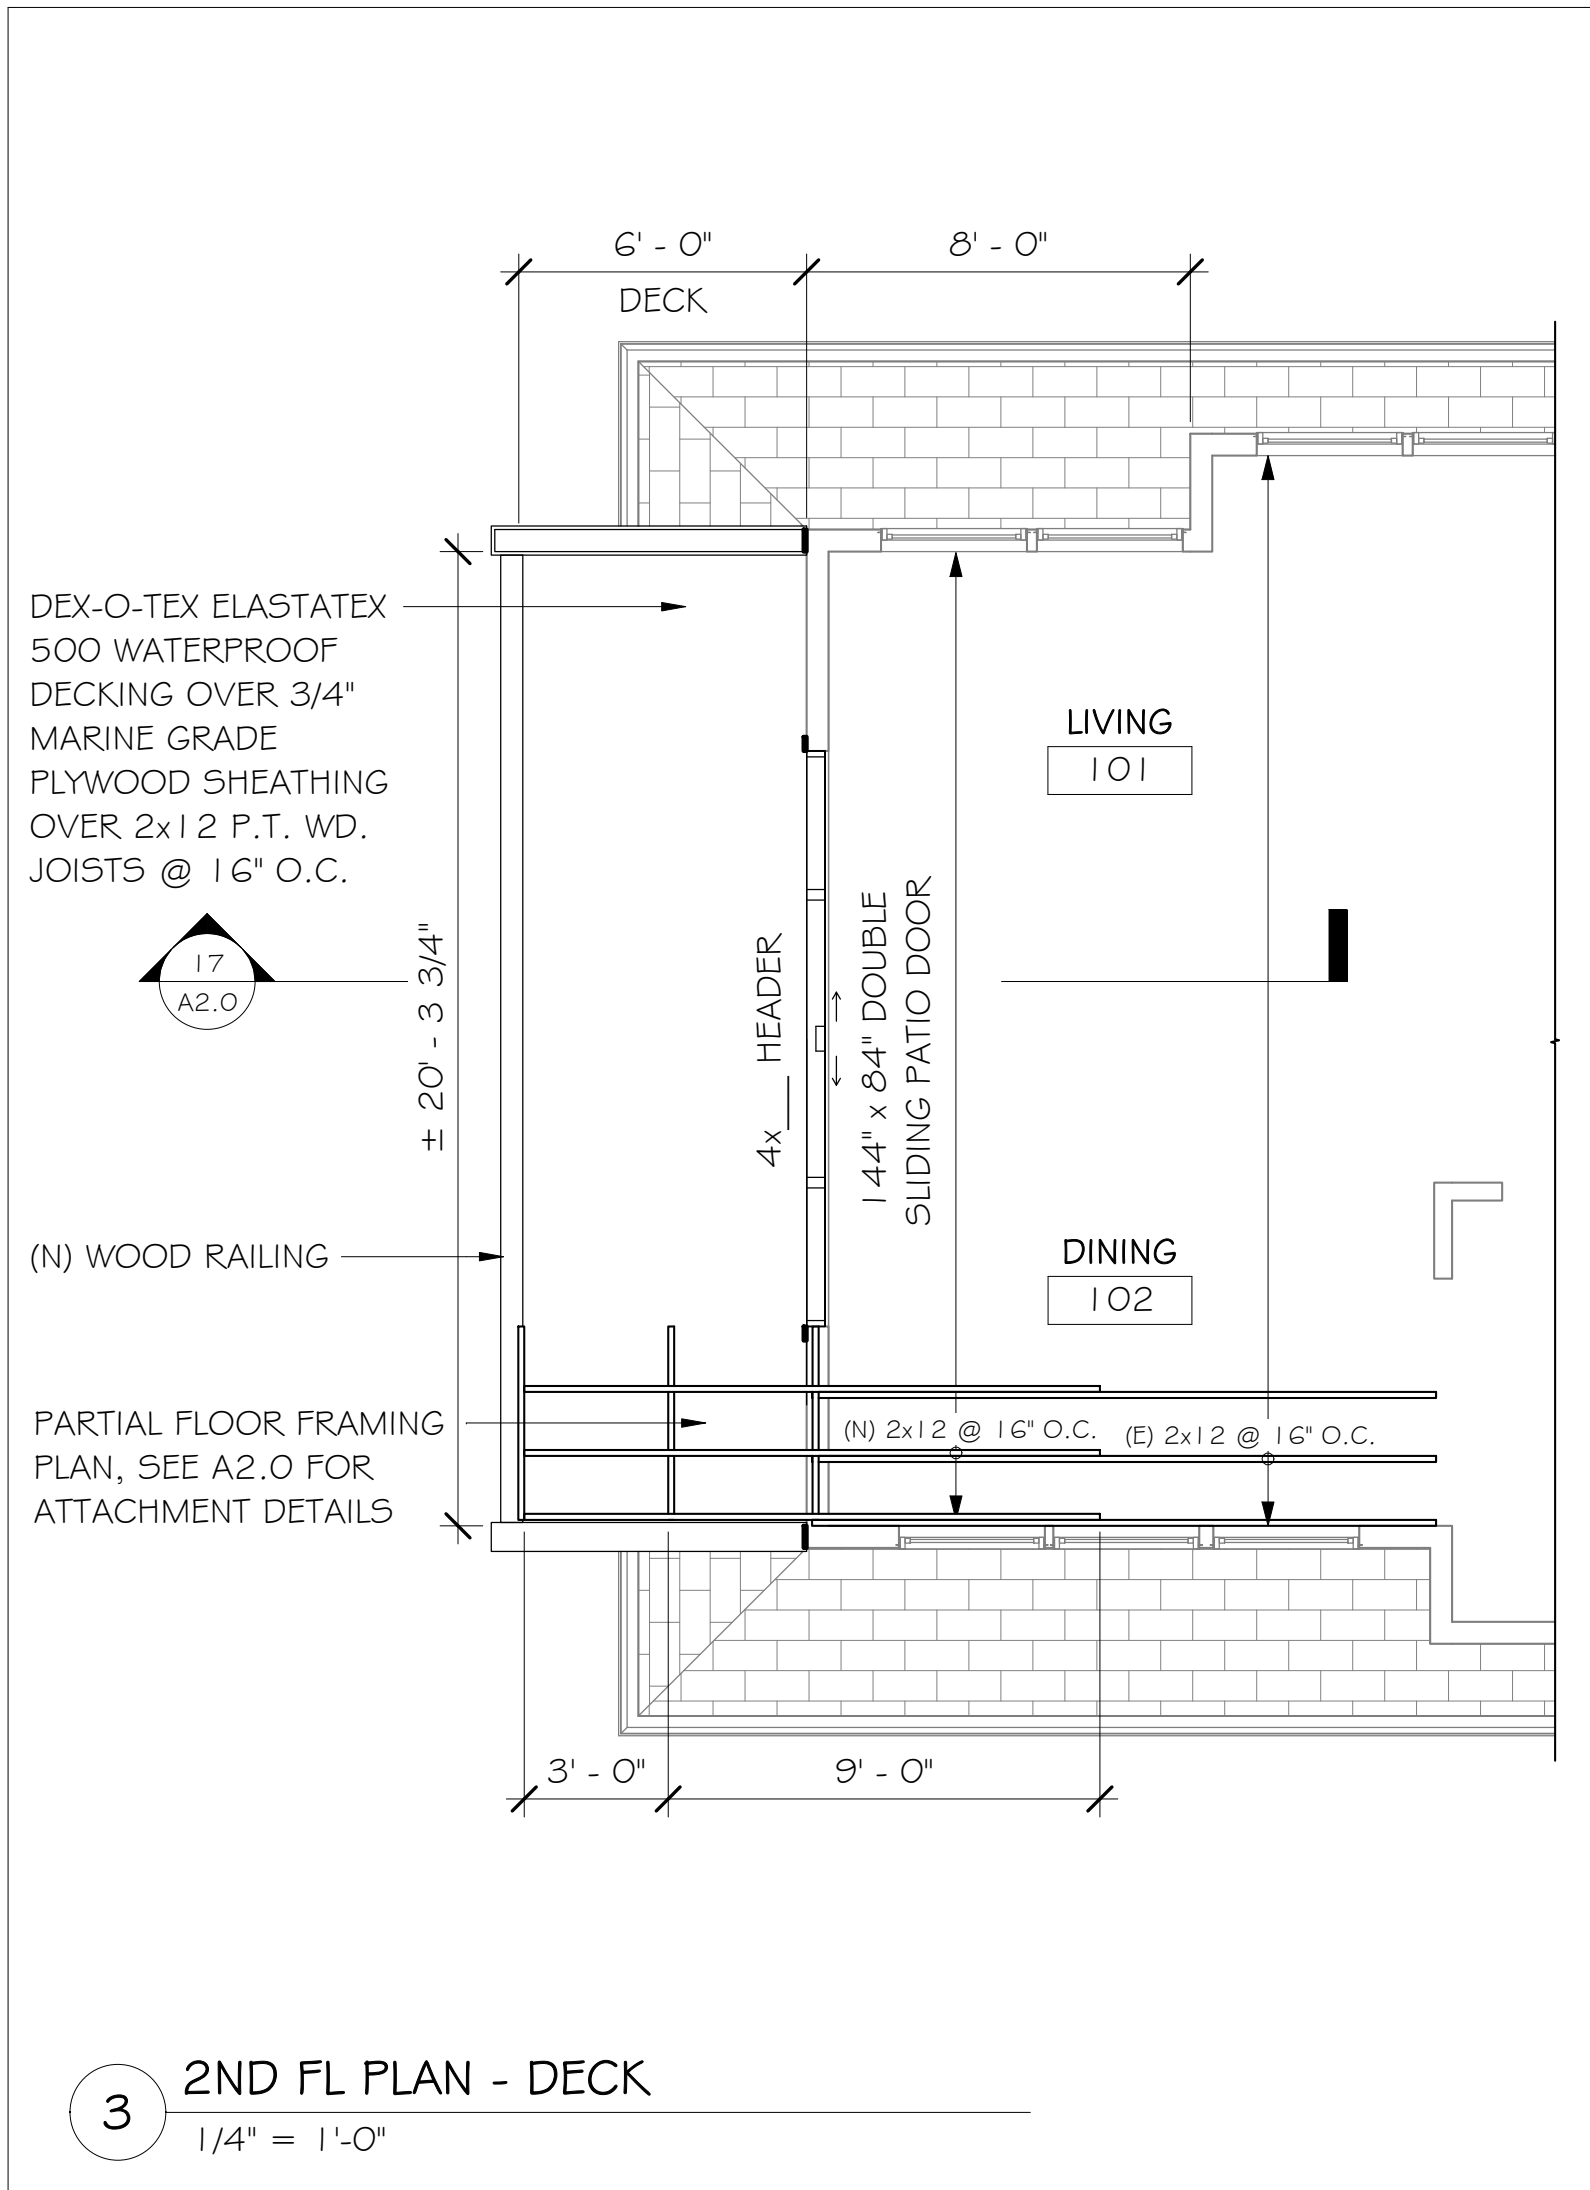 6' - 0"
8' - 0"
DECK
DEX-O-TEX ELASTATEX
500 WATERPROOF
DECKING OVER 3/4"
MARINE GRADE
PLYWOOD SHEATHING
OVER 2x12 P.T. WD.
JOISTS @ 16" O.C.
17
A2.0
± 20' - 3 3/4"
4x___ HEADER
144" x 84" DOUBLE
SLIDING PATIO DOOR
LIVING
101
DINING
102
(N) WOOD RAILING
PARTIAL FLOOR FRAMING
PLAN, SEE A2.0 FOR
ATTACHMENT DETAILS
(N) 2x12 @ 16" O.C.
(E) 2x12 @ 16" O.C.
3' - 0"
9' - 0"
3
2ND FL PLAN - DECK
1/4" = 1'-0"